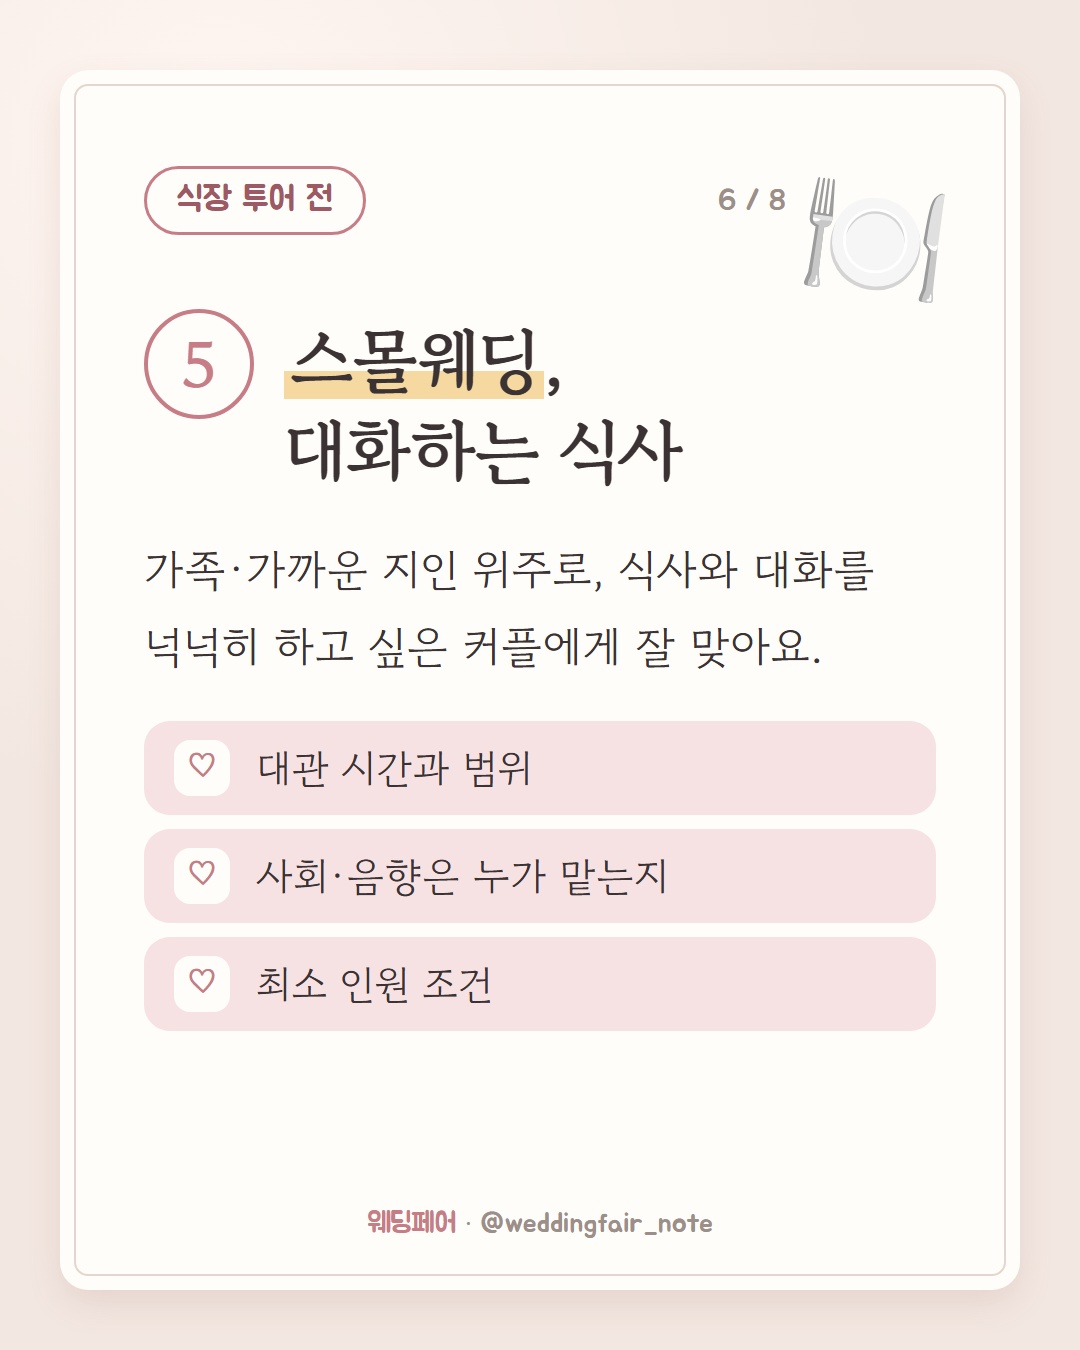 식장 투어 전
6 / 8
5
스몰웨딩,
대화하는 식사
가족·가까운 지인 위주로, 식사와 대화를
넉넉히 하고 싶은 커플에게 잘 맞아요.
대관 시간과 범위
사회·음향은 누가 맡는지
최소 인원 조건
웨딩페어 · @weddingfair_note